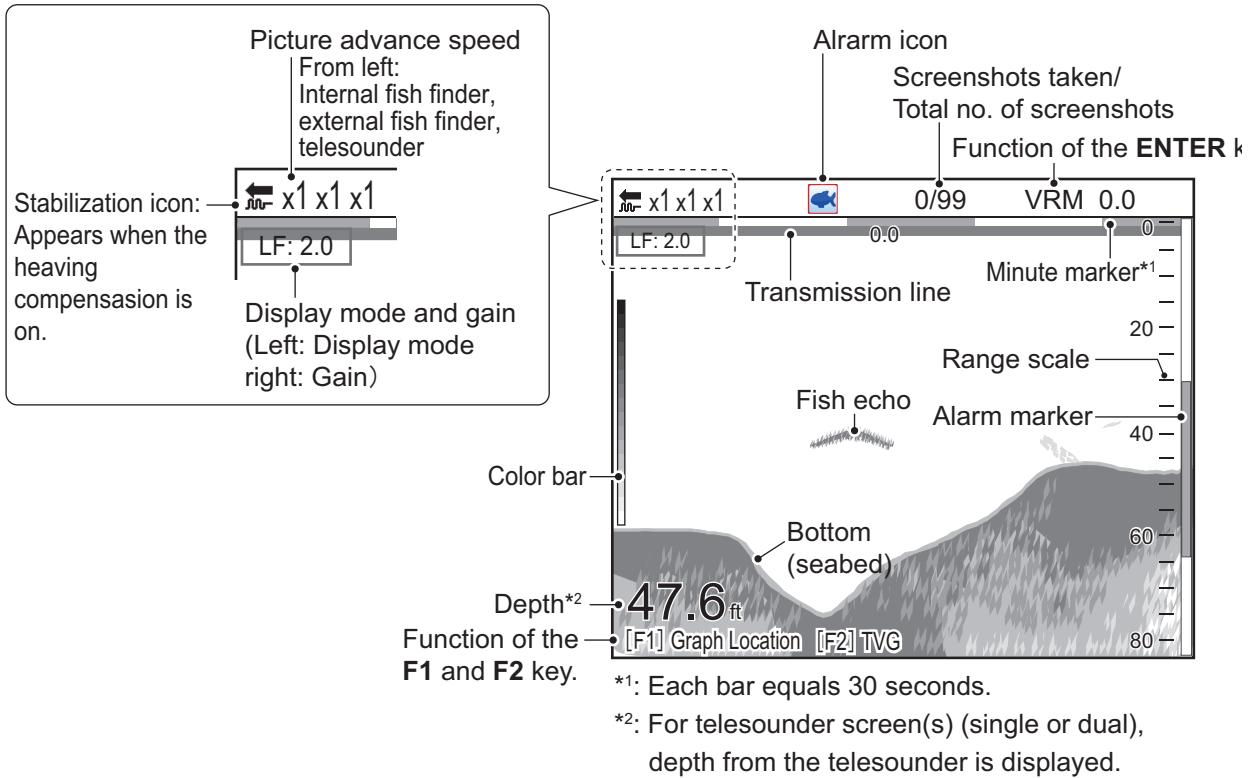 Picture advance speed
From left:
Internal fish finder,
external fish finder,
telesounder
Stabilization icon:
Appears when the
heaving
compensasion is
on.
x1 x1 x1
LF: 2.0
Display mode and gain
(Left: Display mode
right: Gain)
Alrarm icon
Screenshots taken/
Total no. of screenshots
Function of the ENTER k
x1 x1 x1 0/99 VRM 0.0
LF: 2.0 0.0 0
Minute marker*1
Transmission line
20
Range scale
Fish echo
Alarm marker
40
Color bar
Bottom
(seabed)
60
Depth*2
47.6 ft
Function of the
F1 and F2 key.
[F1] Graph Location [F2] TVG
80
*1: Each bar equals 30 seconds.
*2: For telesounder screen(s) (single or dual),
depth from the telesounder is displayed.